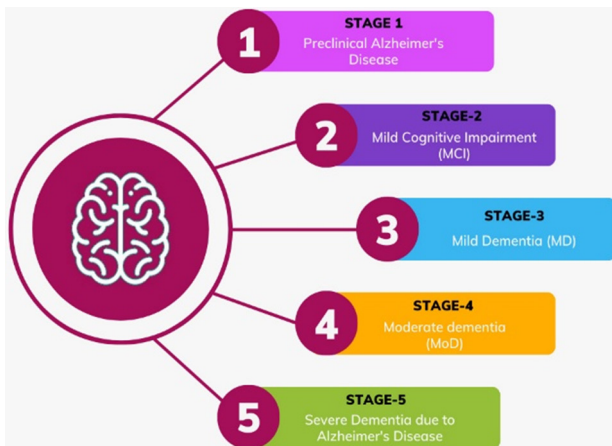 1
STAGE 1
Preclinical Alzheimer's
Disease
2
STAGE-2
Mild Cognitive Impairment
(MCI)
3
STAGE-3
Mild Dementia (MD)
4
STAGE-4
Moderate dementia
(MoD)
5
STAGE-5
Severe Dementia due to
Alzheimer's Disease